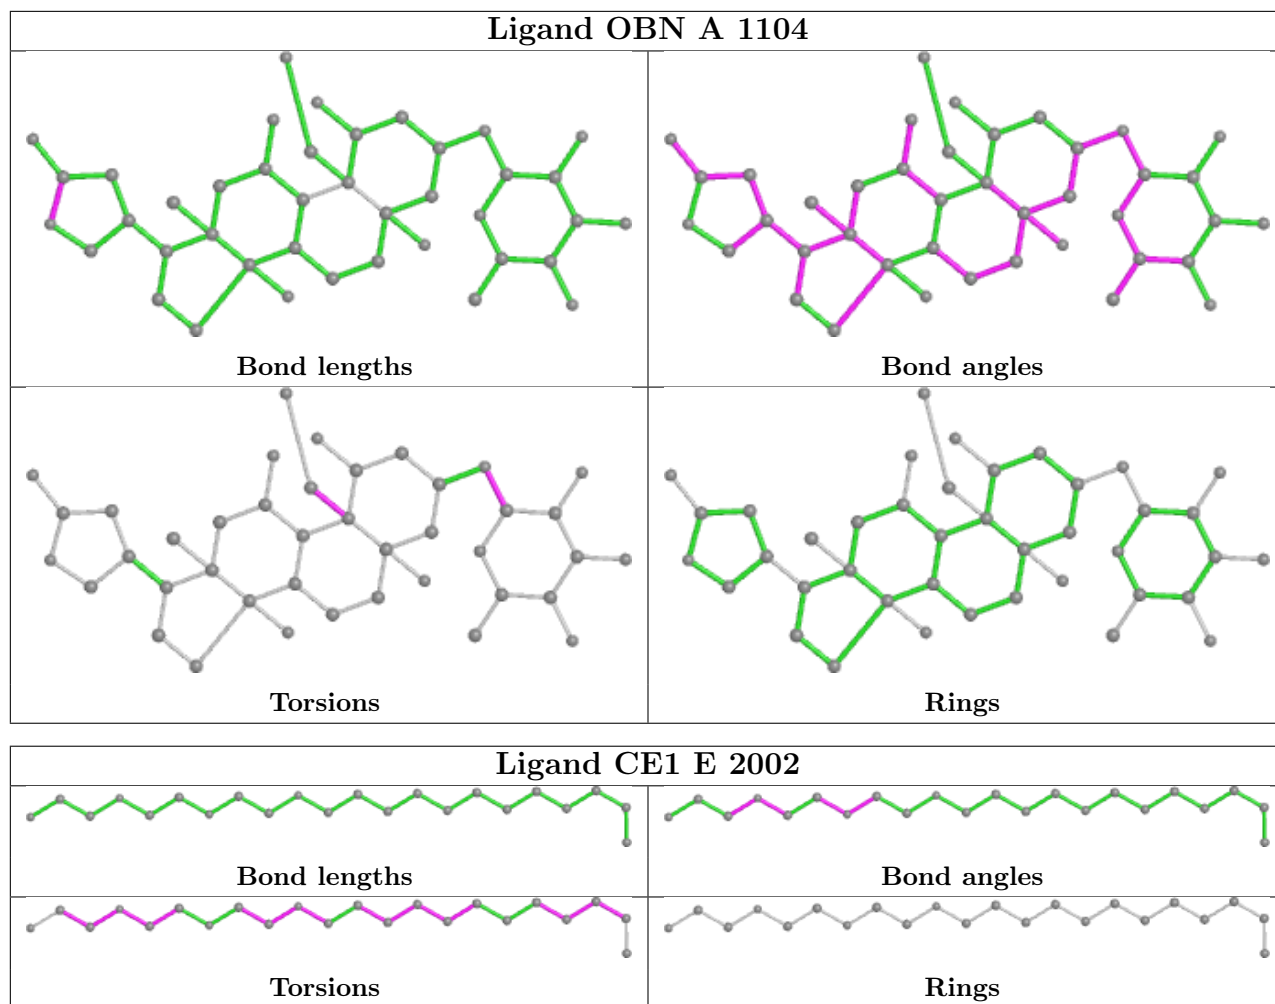 Ligand OBN A 1104
Bond lengths
Bond angles
Torsions
Rings
Ligand CE1 E 2002
Bond lengths
Bond angles
Torsions
Rings